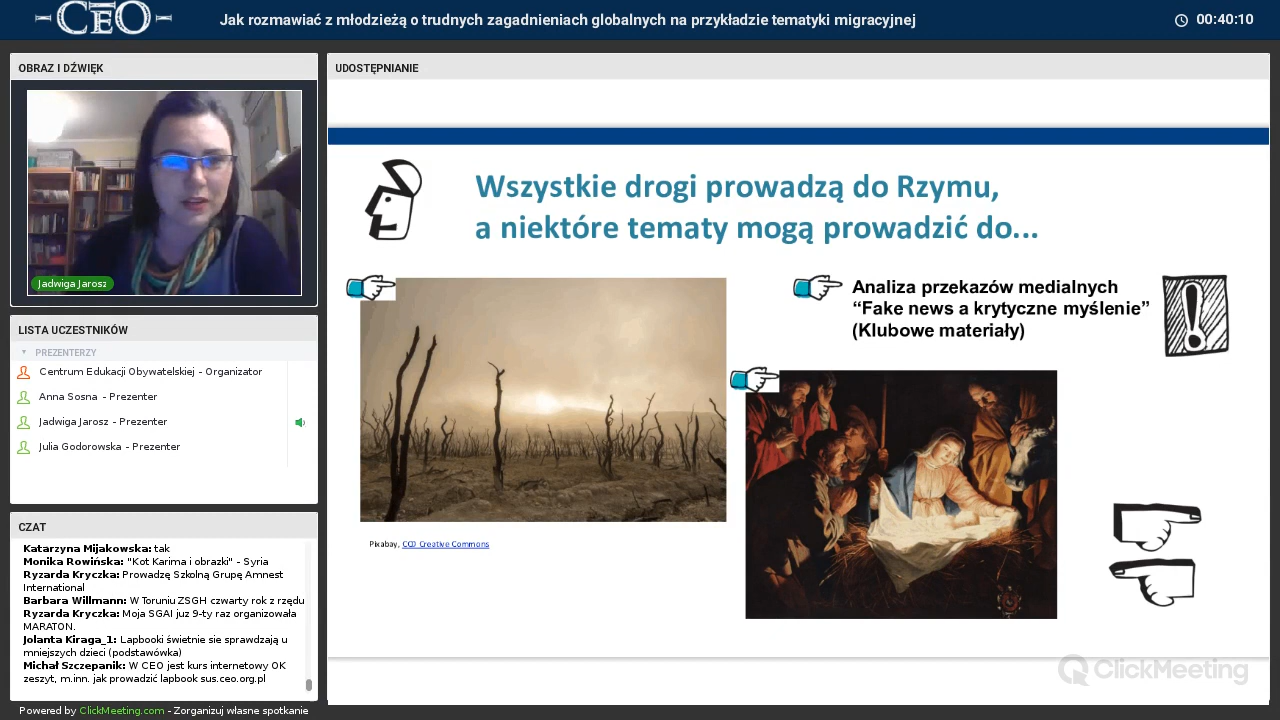 CEO
Jak rozmawiać z młodzieżą o trudnych zagadnieniach globalnych na przykładzie tematyki migracyjnej
00:40:10
OBRAZ I DŹWIĘK
Jadwiga Jarosz
LISTA UCZESTNIKÓW
PREZENTERZY
Centrum Edukacji Obywatelskiej - Organizator
Anna Sosna - Prezenter
Jadwiga Jarosz - Prezenter
Julia Godorowska - Prezenter
CZAT
Katarzyna Mijakowska: tak
Monika Rowińska: "Kot Karima i obrazki" - Syria
Ryzarda Kryczka: Prowadzę Szkolną Grupę Amnest
International
Barbara Willmann: W Toruniu ZSGH czwarty rok z rzędu
Ryzarda Kryczka: Moja SGAI juz 9-ty raz organizowała
MARATON.
Jolanta Kiraga_1: Lapbooki świetnie sie sprawdzają u
mniejszych dzieci (podstawówka)
Michał Szczepanik: W CEO jest kurs internetowy OK
zeszyt, m.inn. jak prowadzić lapbook sus.ceo.org.pl
Powered by ClickMeeting.com - Zorganizuj własne spotkanie
UDOSTĘPNIANIE
Wszystkie drogi prowadzą do Rzymu,
a niektóre tematy mogą prowadzić do...
Analiza przekazów medialnych
“Fake news a krytyczne myślenie”
(Klubowe materiały)
Pixabay, CC0 Creative Commons
ClickMeeting